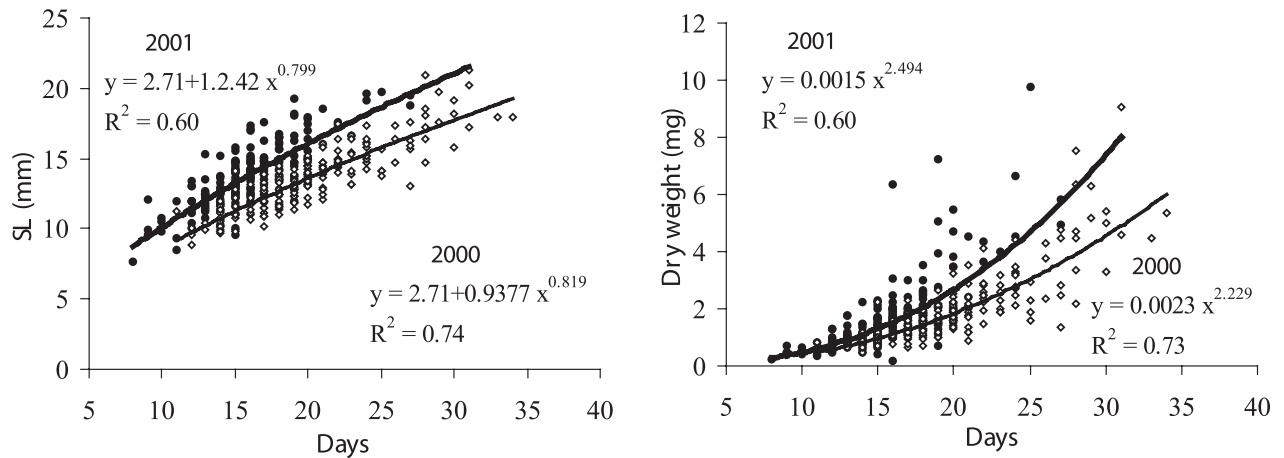 25
20
15
10
5
0
SL (mm)
2001
y = 2.71+1.2.42 x^0.799
R^2 = 0.60
2000
y = 2.71+0.9377 x^0.819
R^2 = 0.74
5 10 15 20 25 30 35 40
Days
12
10
8
6
4
2
0
Dry weight (mg)
2001
y = 0.0015 x^2.494
R^2 = 0.60
2000
y = 0.0023 x^2.229
R^2 = 0.73
5 10 15 20 25 30 35 40
Days